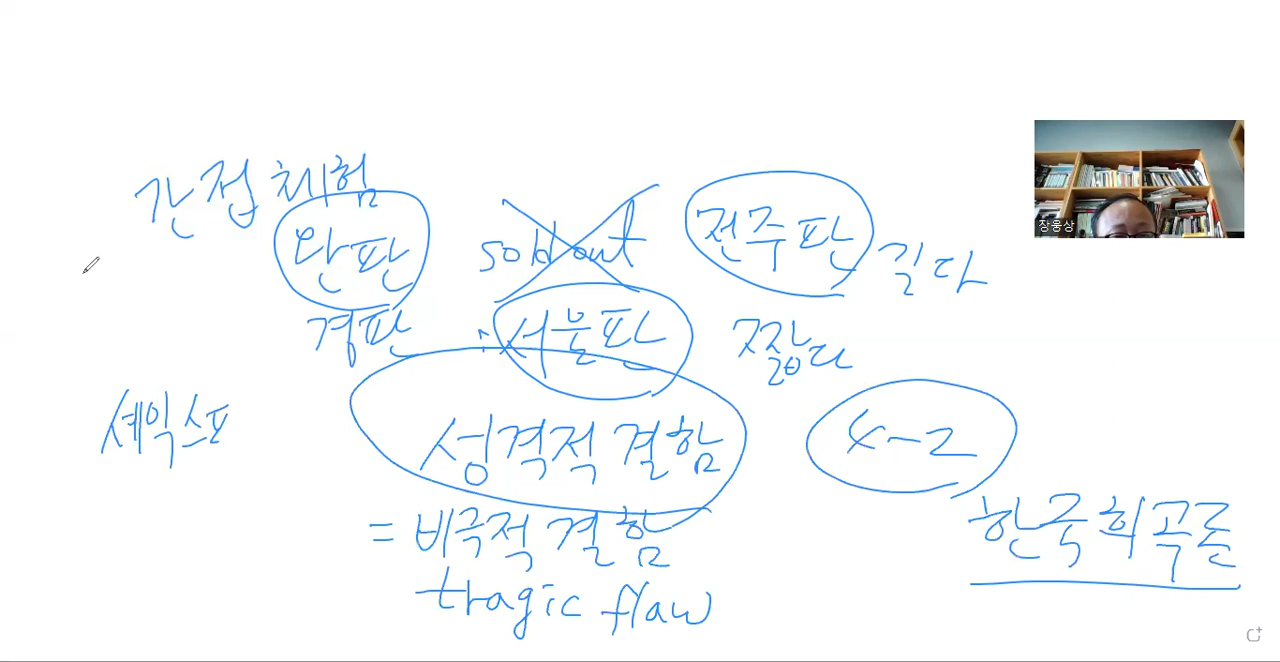 간접체험
완판 sold out 전주판 길다
경판 : 서울판 짧다
셰익스피
성격적 결함 4-2
= 비극적 결함 한국희곡론
tragic flaw
장웅상